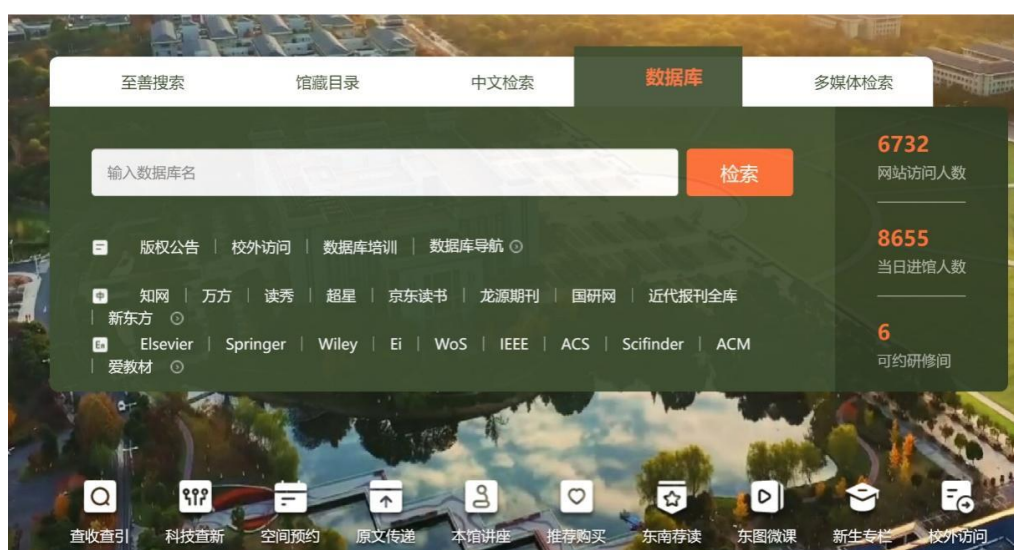 至善搜索 馆藏目录 中文检索 数据库 多媒体检索
输入数据库名 检索
版权公告 | 校外访问 | 数据库培训 | 数据库导航
中 知网 | 万方 | 读秀 | 超星 | 京东读书 | 龙源期刊 | 国研网 | 近代报刊全库
| 新东方
En Elsevier | Springer | Wiley | Ei | WoS | IEEE | ACS | Scifinder | ACM
| 爱教材
6732
网站访问人数
8655
当日进馆人数
6
可约研修间
查收查引 科技查新 空间预约 原文传递 本馆讲座 推荐购买 东南荐读 东图微课 新生专栏 校外访问